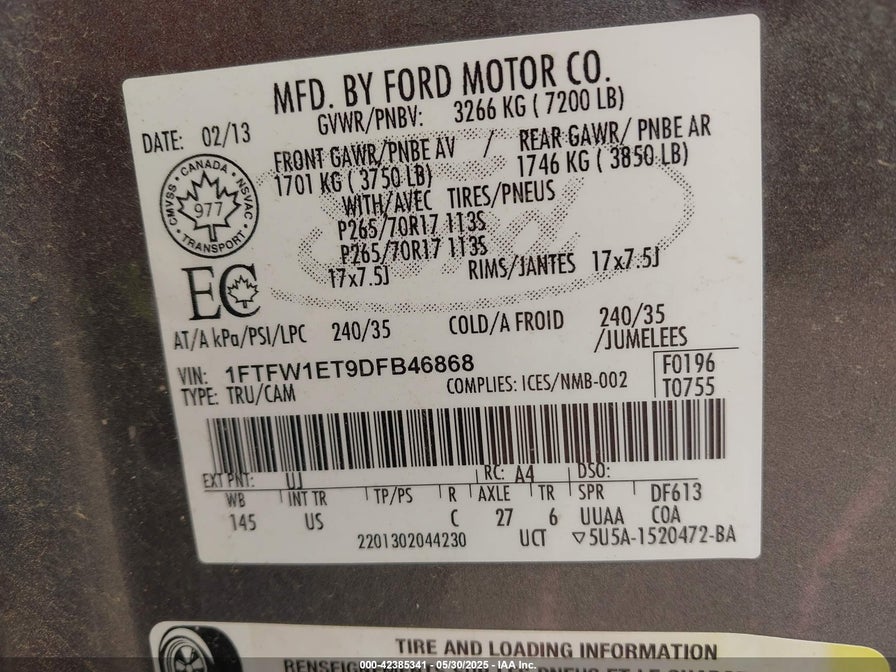 MFD. BY FORD MOTOR CO.
DATE: 02/13
GVWR/PNBV: 3266 KG ( 7200 LB)
FRONT GAWR/PNBE AV / REAR GAWR/ PNBE AR
1701 KG ( 3750 LB) 1746 KG ( 3850 LB)
WITH/AVEC TIRES/PNEUS
P265/70R17 113S
P265/70R17 113S
17x7.5J RIMS/JANTES 17x7.5J
CANADA
CMVSS · NSVAC
977
TRANSPORT
EC
AT/A kPa/PSI/LPC 240/35 COLD/A FROID 240/35
/JUMELEES
VIN: 1FTFW1ET9DFB46868
TYPE: TRU/CAM COMPLIES: ICES/NMB-002
F0196
T0755
EXT PNT: UJ RC: A4 DSO:
WB INT TR TP/PS R AXLE TR SPR DF613
145 US C 27 6 UUAA COA
2201302044230 UCT ▽5U5A-1520472-BA
TIRE AND LOADING INFORMATION
000-42385341 - 05/30/2025 - IAA Inc.